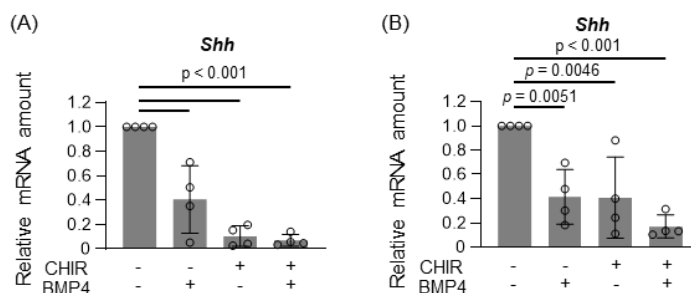 (A)
Shh
p < 0.001
Relative mRNA amount
1.2
1.0
0.8
0.6
0.4
0.2
0
CHIR - - + +
BMP4 - + - +
(B)
Shh
p < 0.001
p = 0.0046
p = 0.0051
Relative mRNA amount
1.2
1.0
0.8
0.6
0.4
0.2
0
CHIR - - + +
BMP4 - + - +